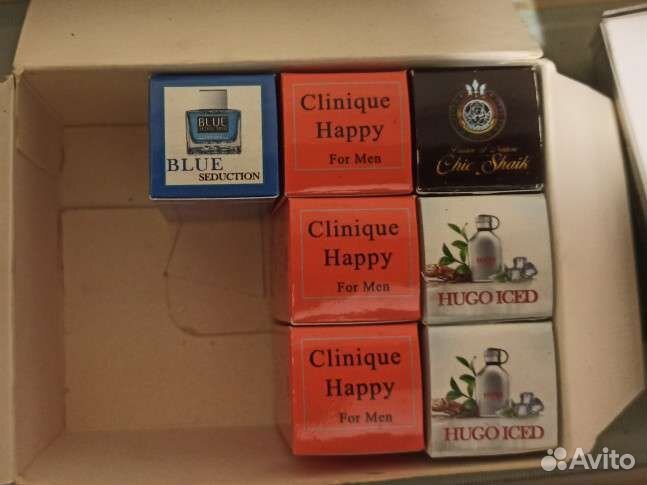 BLUE
BLUE
SEDUCTION
Clinique
Happy
For Men
Chic Shaik
Clinique
Happy
For Men
HUGO ICED
Clinique
Happy
For Men
HUGO ICED
Avito